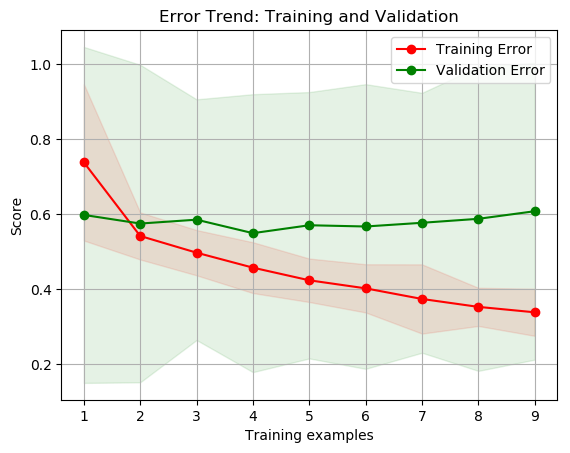 Error Trend: Training and Validation
Training Error
Validation Error
1.0
0.8
0.6
0.4
0.2
Score
1 2 3 4 5 6 7 8 9
Training examples